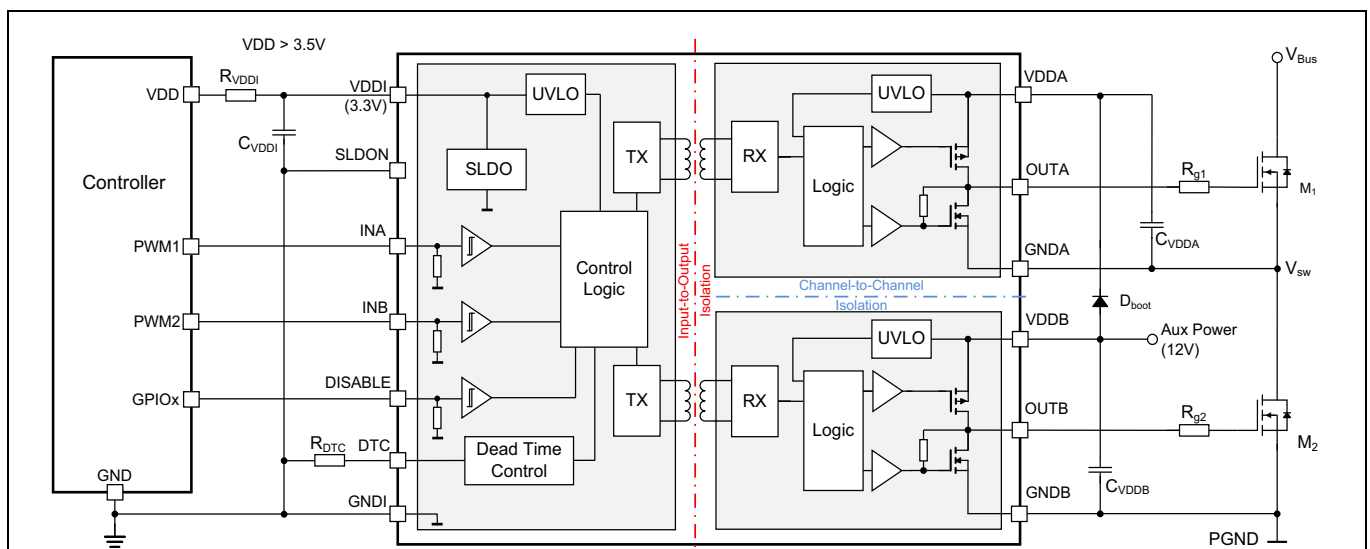 VDD > 3.5V
Controller
VDD
PWM1
PWM2
GPIOx
GND
RVDDI
CVDDI
RDTC
VDDI
(3.3V)
SLDON
INA
INB
DISABLE
DTC
GNDI
UVLO
SLDO
TX
Control
Logic
TX
Dead Time
Control
Input-to-Output
Isolation
Channel-to-Channel
Isolation
UVLO
RX
Logic
UVLO
RX
Logic
VDDA
OUTA
GNDA
VDDB
OUTB
GNDB
Rg1
CVDDA
Dboot
Aux Power
(12V)
Rg2
CVDDB
VBus
M1
Vsw
M2
PGND